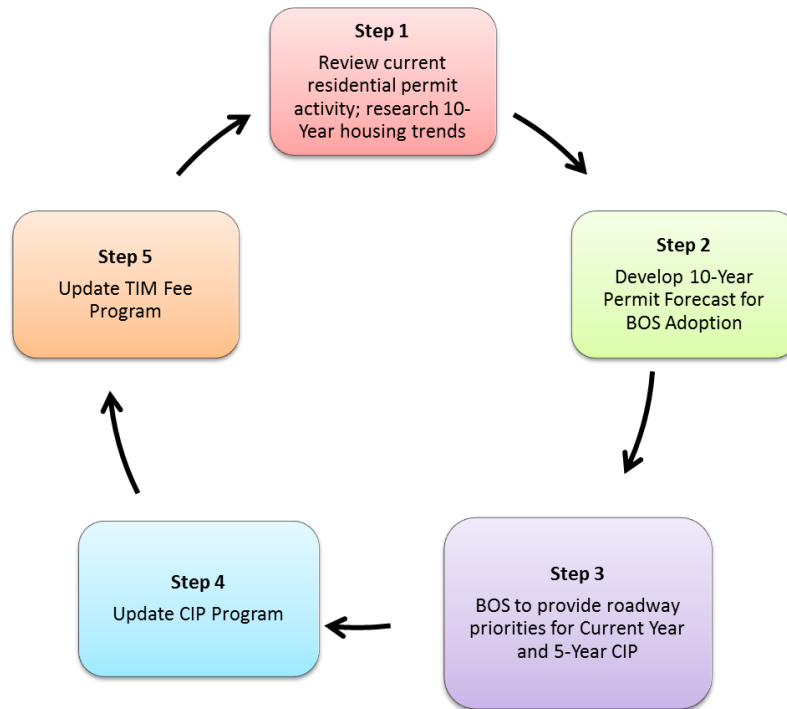 Step 1
Review current
residential permit
activity; research 10-
Year housing trends
Step 2
Develop 10-Year
Permit Forecast for
BOS Adoption
Step 3
BOS to provide roadway
priorities for Current Year
and 5-Year CIP
Step 4
Update CIP Program
Step 5
Update TIM Fee
Program